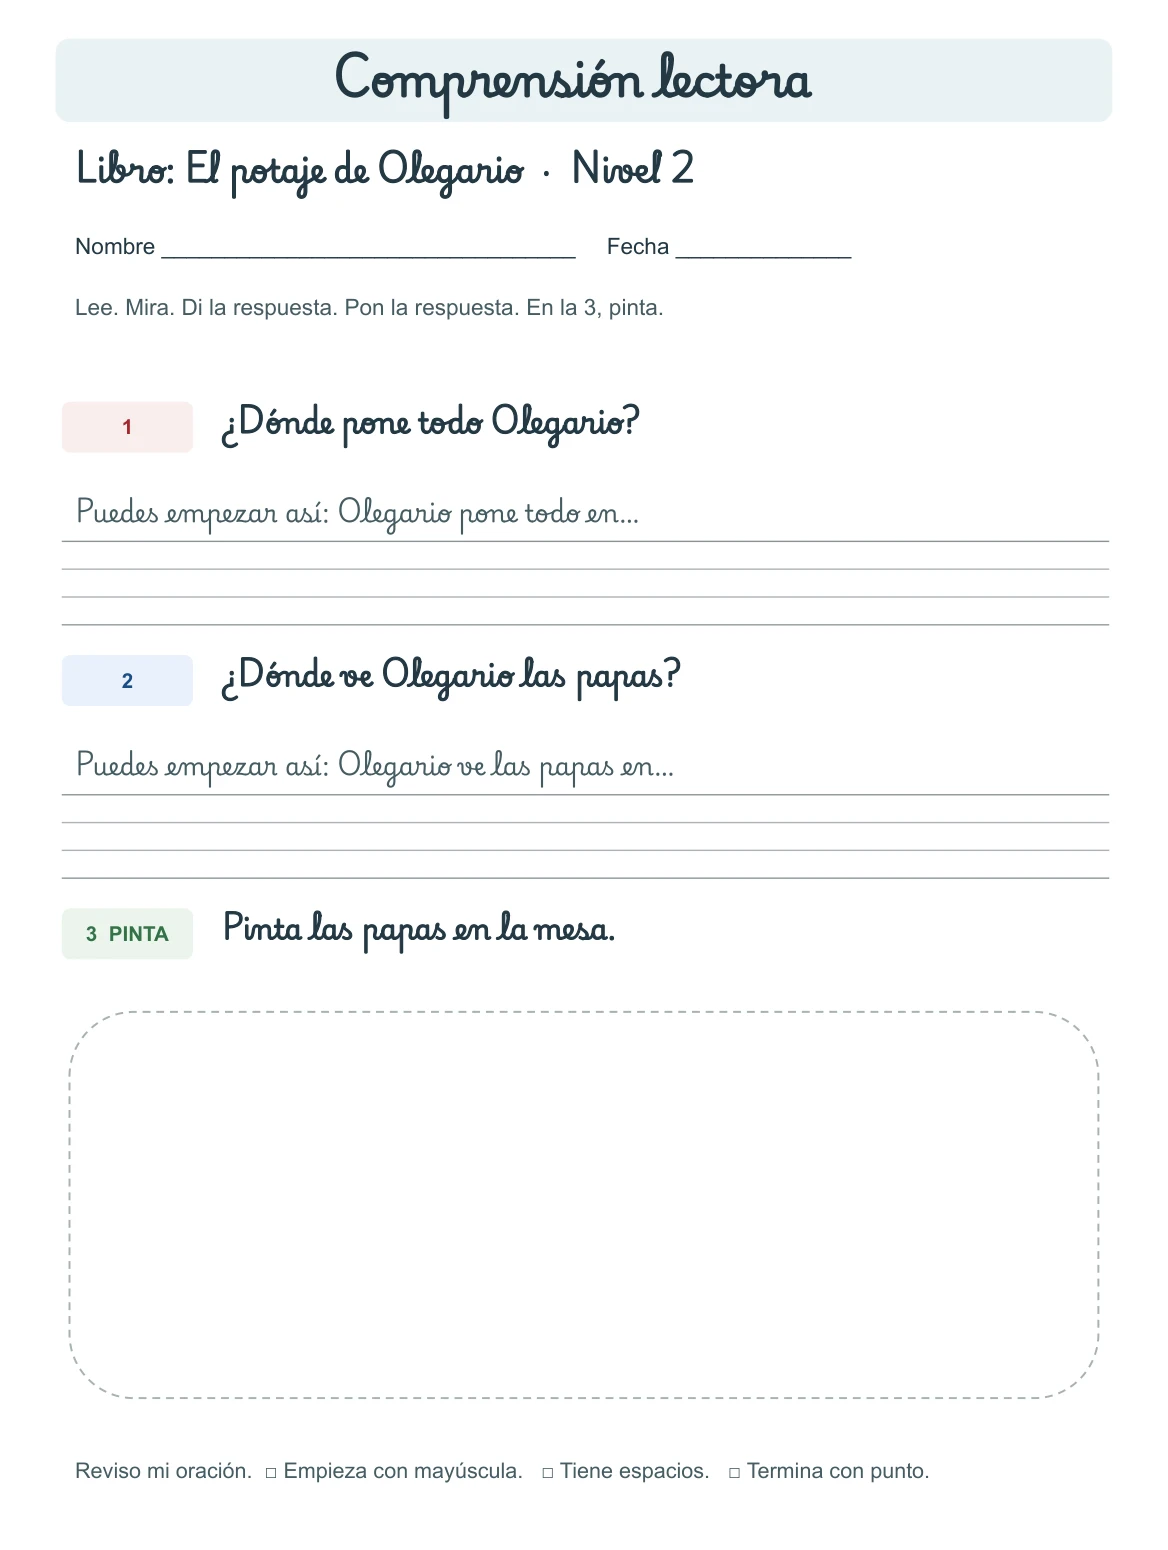 Comprensión lectora
Libro: El potaje de Olegario · Nivel 2
Nombre _________________________________ Fecha ______________
Lee. Mira. Di la respuesta. Pon la respuesta. En la 3, pinta.
1 ¿Dónde pone todo Olegario?
Puedes empezar así: Olegario pone todo en...
2 ¿Dónde ve Olegario las papas?
Puedes empezar así: Olegario ve las papas en...
3 PINTA Pinta las papas en la mesa.
Reviso mi oración. □ Empieza con mayúscula. □ Tiene espacios. □ Termina con punto.